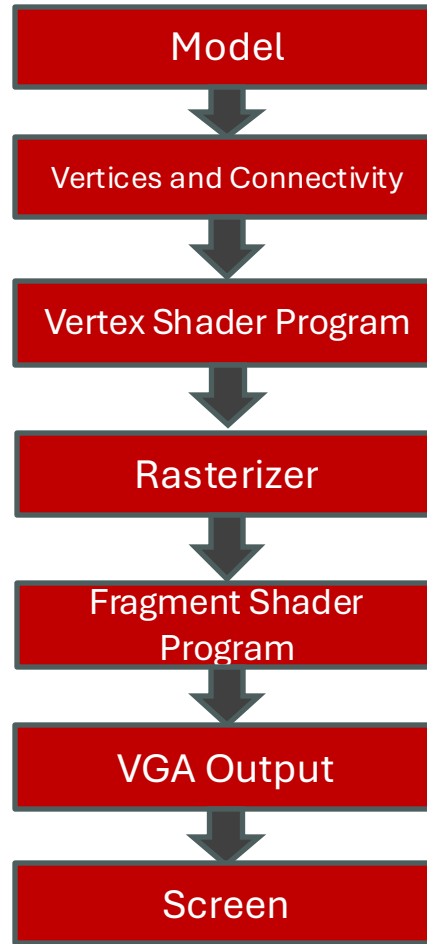 Model
Vertices and Connectivity
Vertex Shader Program
Rasterizer
Fragment Shader
Program
VGA Output
Screen